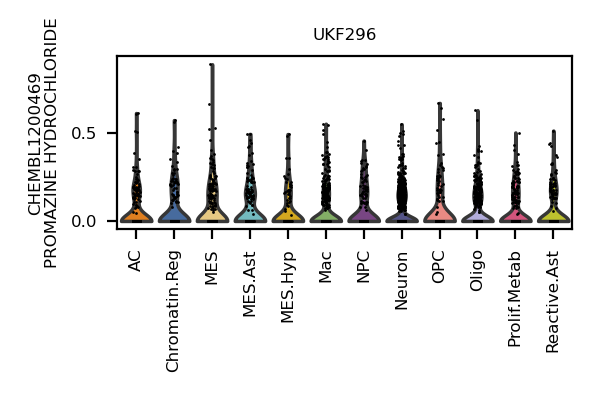 UKF296
CHEMBL1200469
PROMAZINE HYDROCHLORIDE
0.5
0.0
AC
Chromatin.Reg
MES
MES.Ast
MES.Hyp
Mac
NPC
Neuron
OPC
Oligo
Prolif.Metab
Reactive.Ast